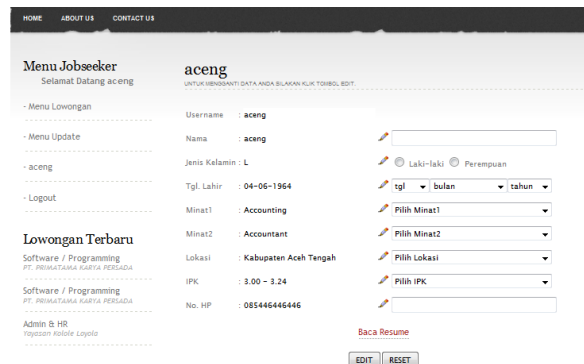 HOME ABOUT US CONTACT US
Menu Jobseeker
Selamat Datang aceng
- Menu Lowongan
- Menu Update
- aceng
- Logout
Lowongan Terbaru
Software / Programming
PT. PRIMATAMA KARYA PERSADA
Software / Programming
PT. PRIMATAMA KARYA PERSADA
Admin & HR
Yayasan Kolole Layola
aceng
UNTUK MENGGANTI DATA ANDA SILAKAN KLIK TOMBOL EDIT.
Username : aceng
Nama : aceng
Jenis Kelamin : L Laki-laki Perempuan
Tgl. Lahir : 04-06-1964 tgl bulan tahun
Minat1 : Accounting Pilih Minat1
Minat2 : Accountant Pilih Minat2
Lokasi : Kabupaten Aceh Tengah Pilih Lokasi
IPK : 3.00 - 3.24 Pilih IPK
No. HP : 085446446446
Baca Resume
EDIT RESET